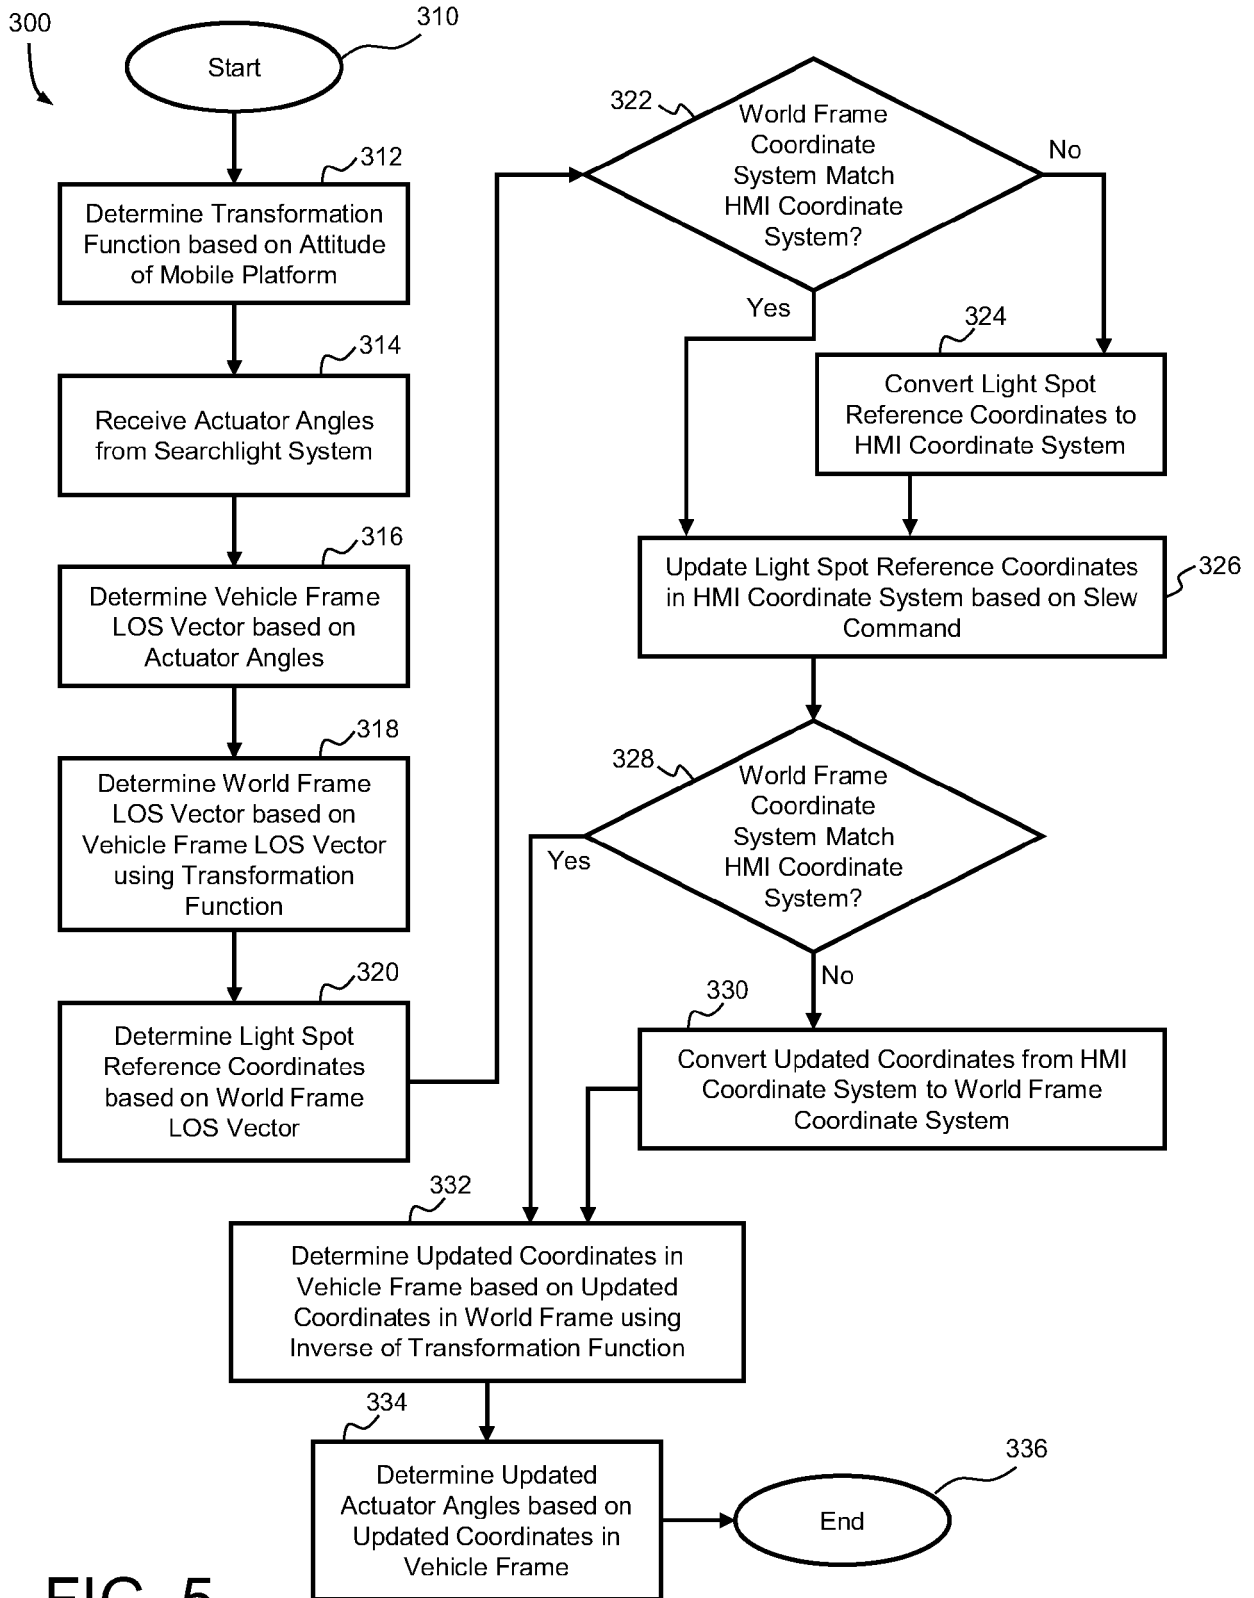 300
310
Start
312
Determine Transformation
Function based on Attitude
of Mobile Platform
314
Receive Actuator Angles
from Searchlight System
316
Determine Vehicle Frame
LOS Vector based on
Actuator Angles
318
Determine World Frame
LOS Vector based on
Vehicle Frame LOS Vector
using Transformation
Function
320
Determine Light Spot
Reference Coordinates
based on World Frame
LOS Vector
322
World Frame
Coordinate
System Match
HMI Coordinate
System?
No
Yes
324
Convert Light Spot
Reference Coordinates to
HMI Coordinate System
326
Update Light Spot Reference Coordinates
in HMI Coordinate System based on Slew
Command
328
World Frame
Coordinate
System Match
HMI Coordinate
System?
Yes
No
330
Convert Updated Coordinates from HMI
Coordinate System to World Frame
Coordinate System
332
Determine Updated Coordinates in
Vehicle Frame based on Updated
Coordinates in World Frame using
Inverse of Transformation Function
334
Determine Updated
Actuator Angles based on
Updated Coordinates in
Vehicle Frame
336
End
FIG. 5